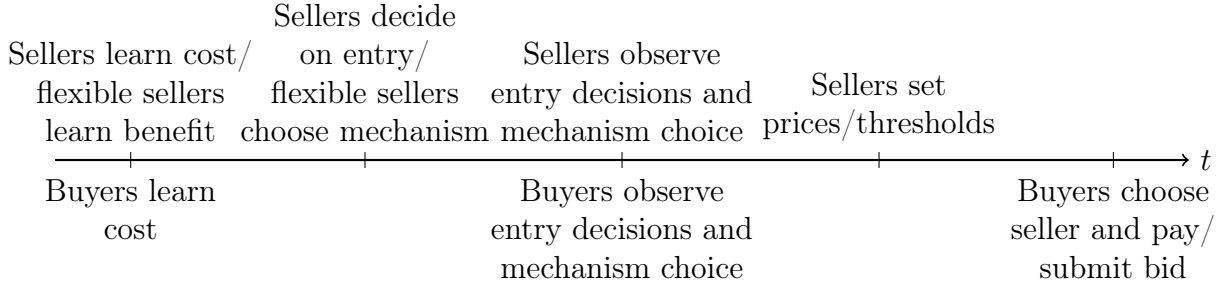 Sellers learn cost/
flexible sellers
learn benefit
Sellers decide
on entry/
flexible sellers
choose mechanism
Sellers observe
entry decisions and
mechanism choice
Sellers set
prices/thresholds
t
Buyers learn
cost
Buyers observe
entry decisions and
mechanism choice
Buyers choose
seller and pay/
submit bid